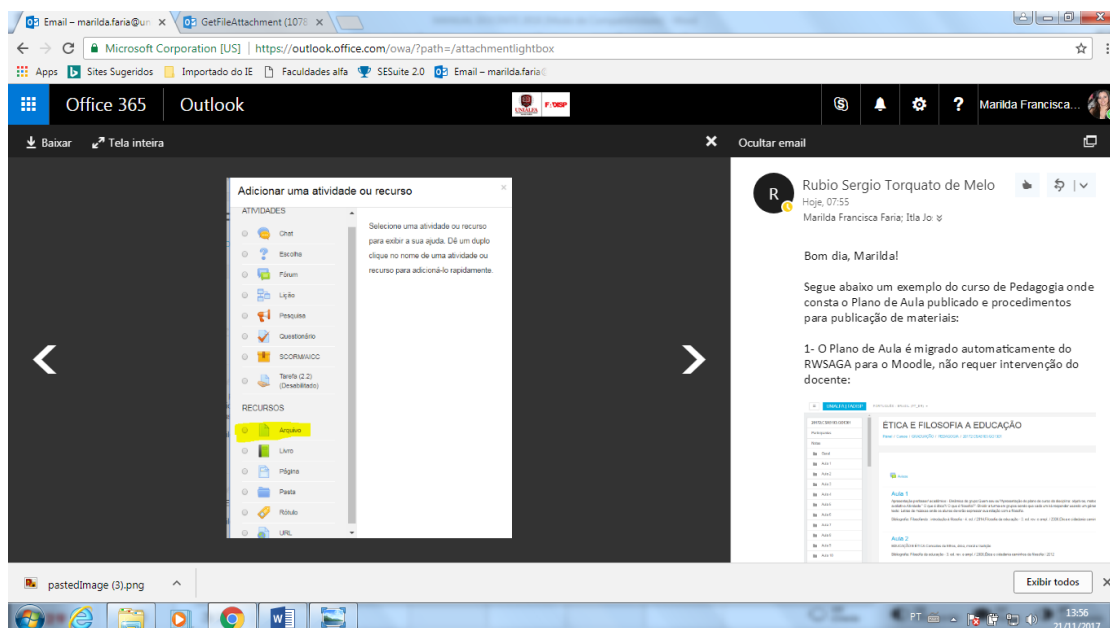 Email – marilda.faria@un
GetFileAttachment (1078
Microsoft Corporation [US] | https://outlook.office.com/owa/?path=/attachmentlightbox
Apps Sites Sugeridos Importado do IE Faculdades alfa SESuite 2.0 Email – marilda.faria
Office 365 Outlook
UNIALFA FADISP
? Marilda Francisca...
Baixar Tela inteira
Ocultar email
Adicionar uma atividade ou recurso
ATIVIDADES
Chat
Escolha
Fórum
Lição
Pesquisa
Questionário
SCORM/AICC
Tarefa (2.2)
(Desabilitado)
RECURSOS
Arquivo
Livro
Página
Pasta
Rótulo
URL
Selecione uma atividade ou recurso
para exibir a sua ajuda. Dê um duplo
clique no nome de uma atividade ou
recurso para adicioná-lo rapidamente.
R
Rubio Sergio Torquato de Melo
Hoje, 07:55
Marilda Francisca Faria; Itla Jo:
Bom dia, Marilda!
Segue abaixo um exemplo do curso de Pedagogia onde
consta o Plano de Aula publicado e procedimentos
para publicação de materiais:
1- O Plano de Aula é migrado automaticamente do
RWSAGA para o Moodle, não requer intervenção do
docente:
ÉTICA E FILOSOFIA A EDUCAÇÃO
Aula 1
Aula 2
pastedImage (3).png
Exibir todos
PT
13:56
21/11/2017